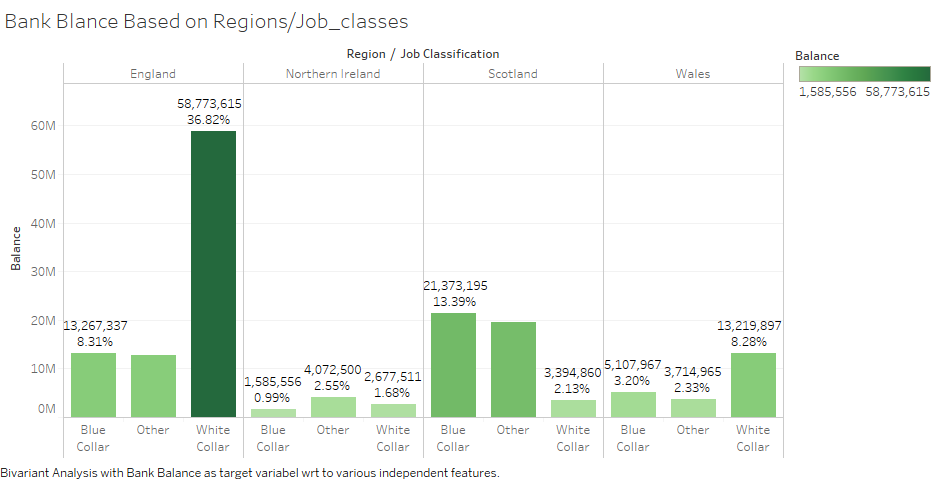 Bank Blance Based on Regions/Job_classes
Region / Job Classification
England Northern Ireland Scotland Wales
Balance
1,585,556 58,773,615
Balance
60M
50M
40M
30M
20M
10M
0M
13,267,337
8.31%
58,773,615
36.82%
1,585,556
0.99%
4,072,500
2.55%
2,677,511
1.68%
21,373,195
13.39%
3,394,860
2.13%
5,107,967
3.20%
3,714,965
2.33%
13,219,897
8.28%
Blue
Collar
Other
White
Collar
Blue
Collar
Other
White
Collar
Blue
Collar
Other
White
Collar
Blue
Collar
Other
White
Collar
Bivariant Analysis with Bank Balance as target variabel wrt to various independent features.